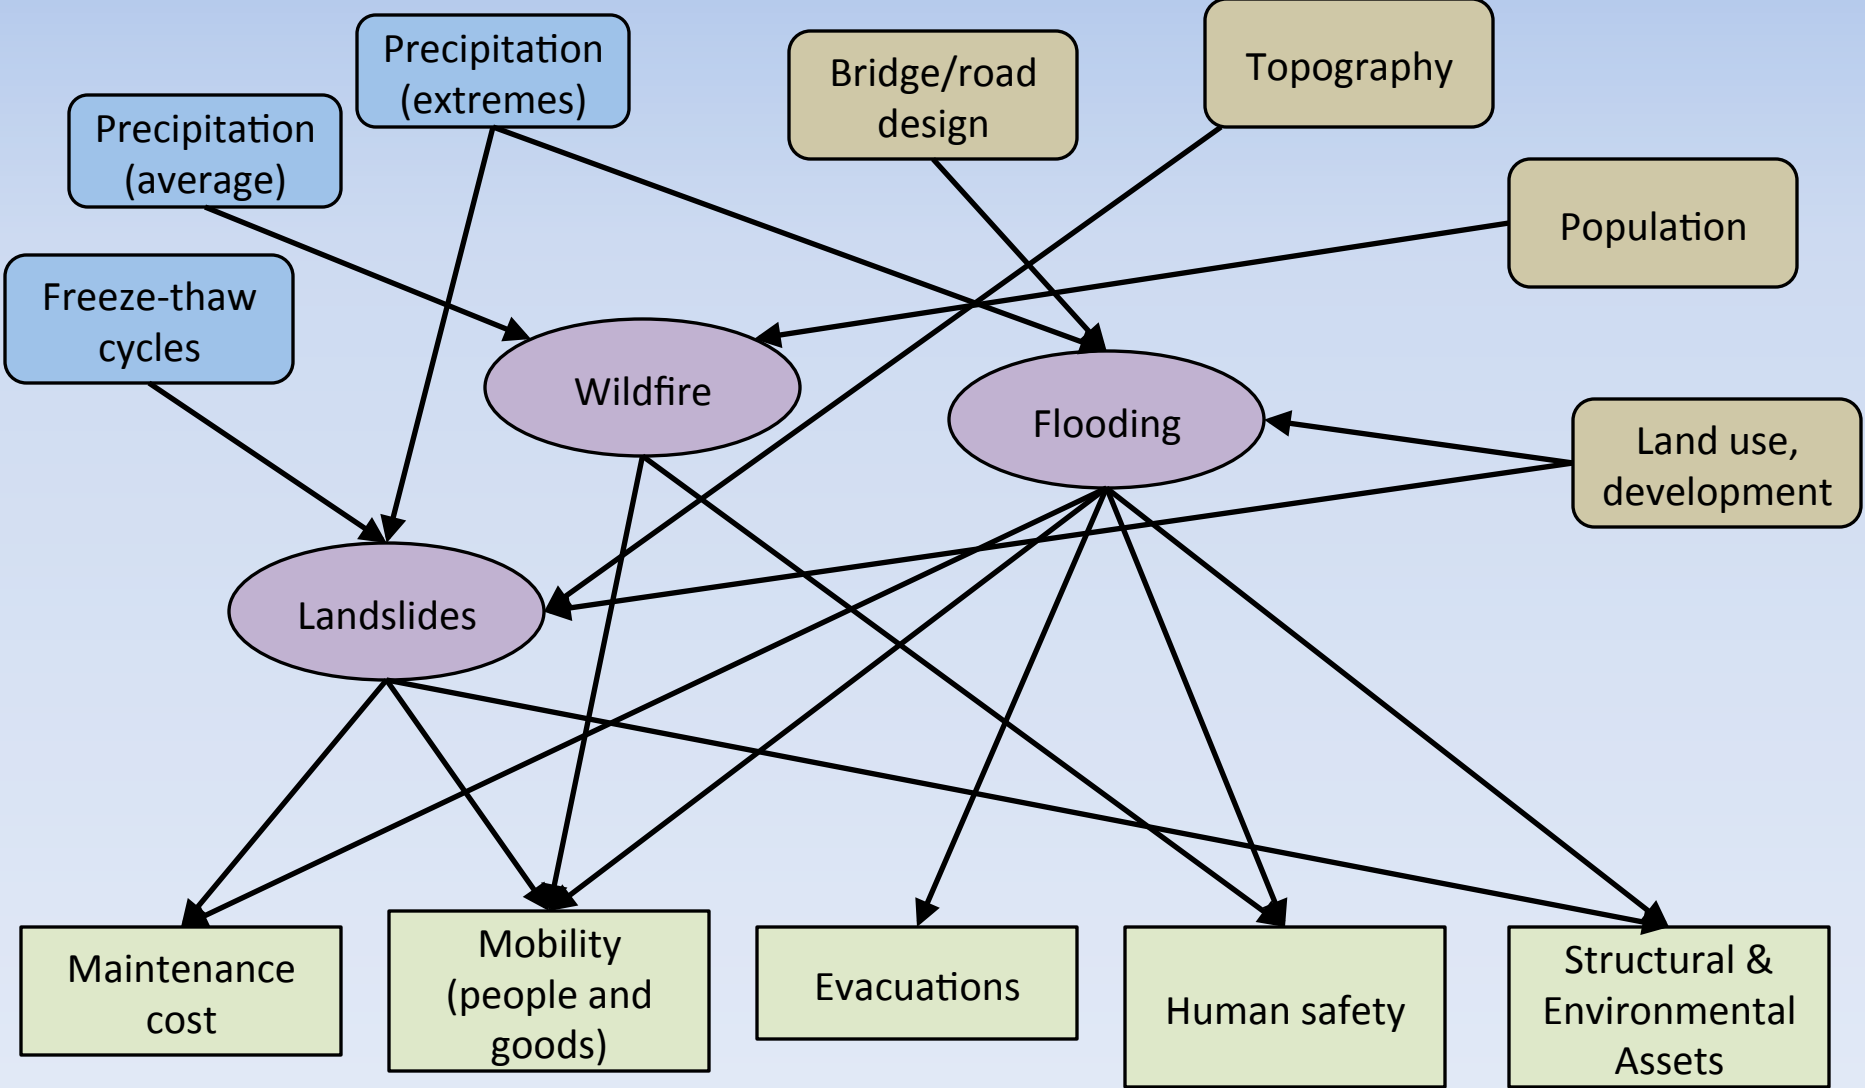 Precipitation
(extremes)
Bridge/road
design
Topography
Precipitation
(average)
Population
Freeze-thaw
cycles
Wildfire
Flooding
Land use,
development
Landslides
Maintenance
cost
Mobility
(people and
goods)
Evacuations
Human safety
Structural &
Environmental
Assets